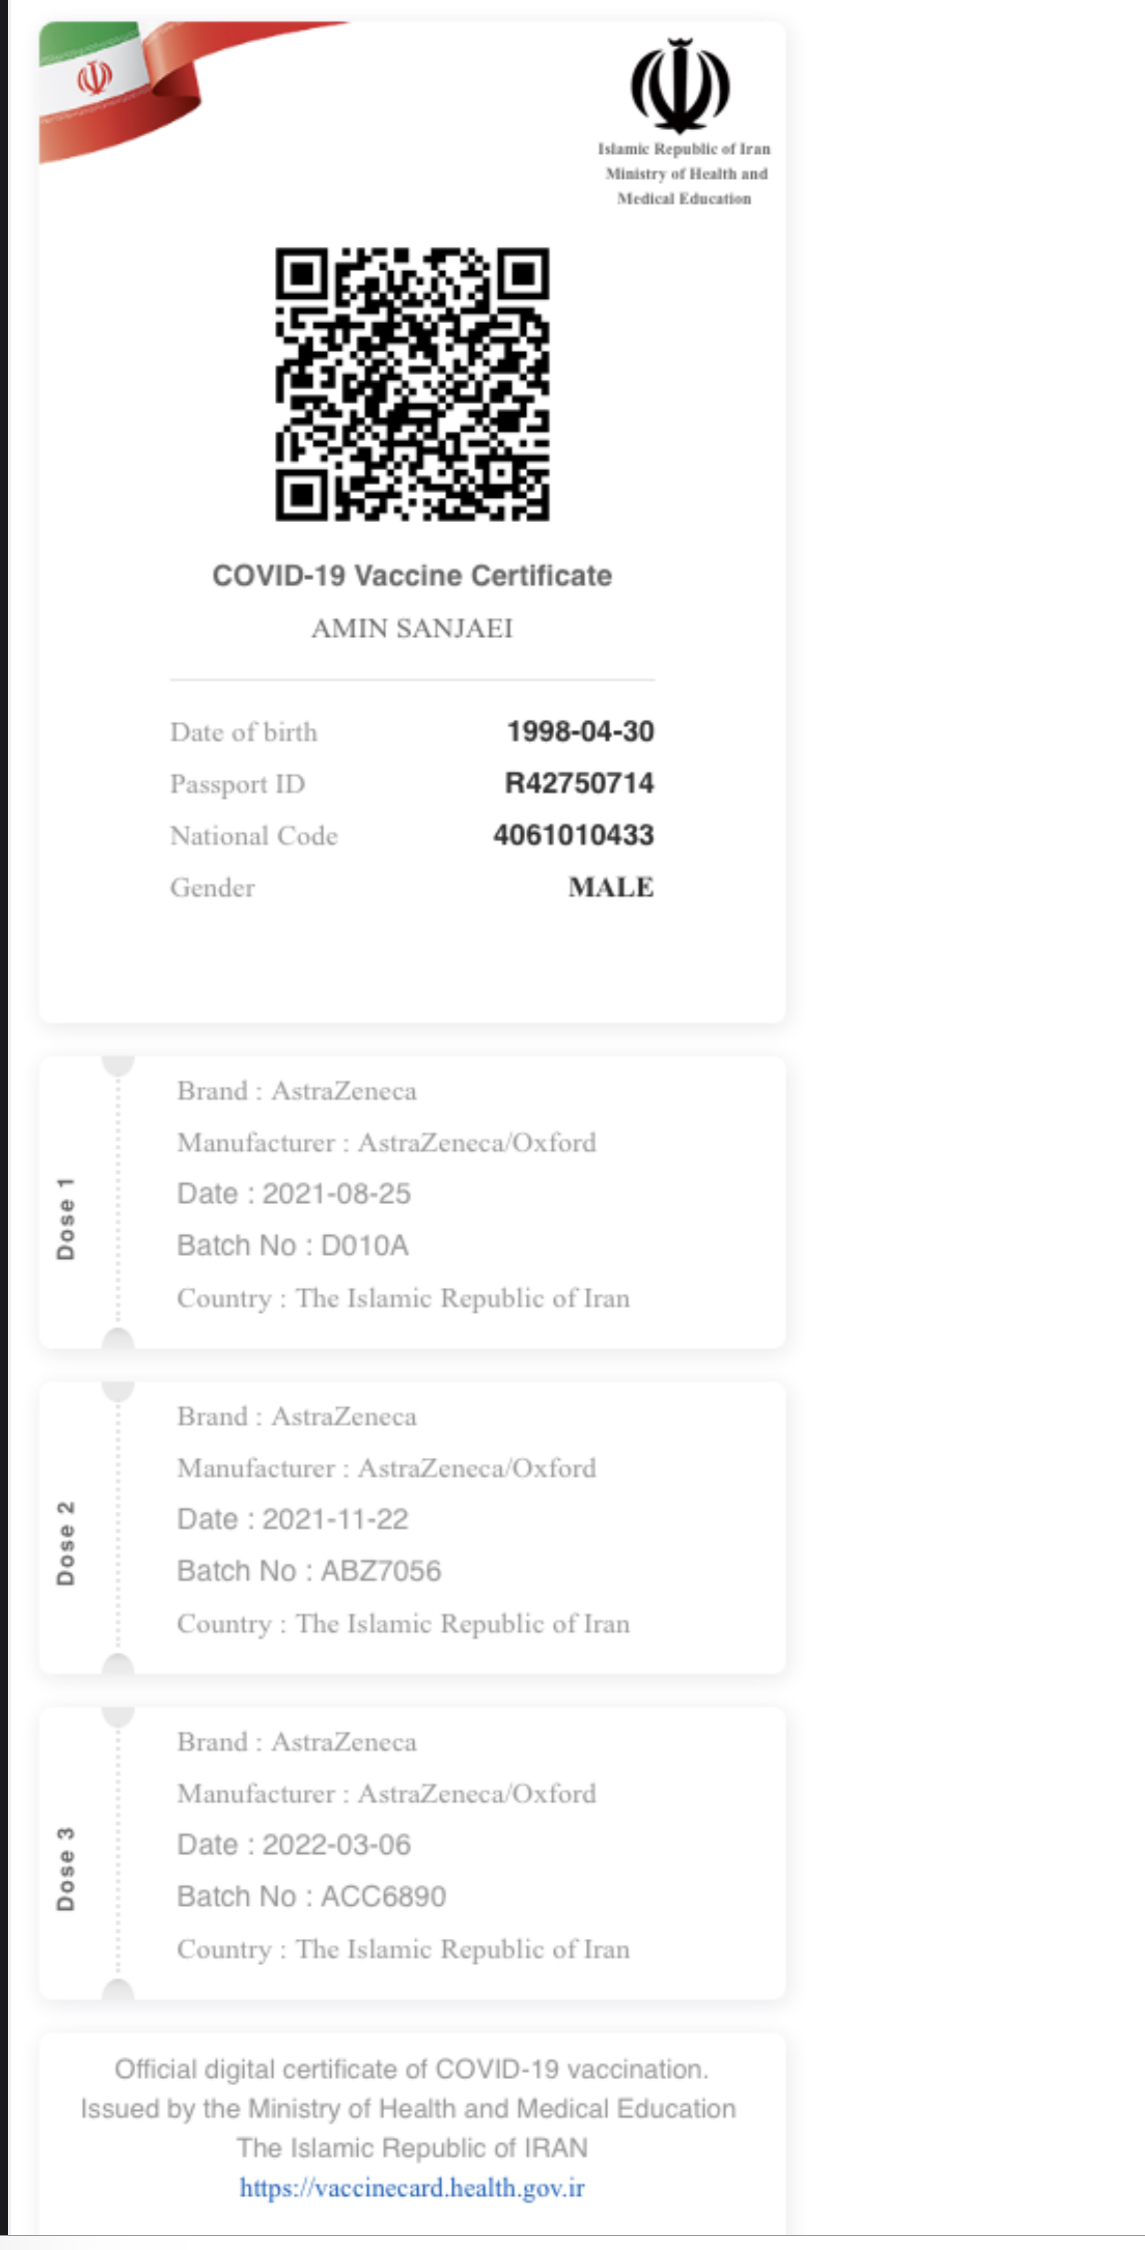 Islamic Republic of Iran
Ministry of Health and
Medical Education
COVID-19 Vaccine Certificate
AMIN SANJAEI
Date of birth 1998-04-30
Passport ID R42750714
National Code 4061010433
Gender MALE
Dose 1
Brand : AstraZeneca
Manufacturer : AstraZeneca/Oxford
Date : 2021-08-25
Batch No : D010A
Country : The Islamic Republic of Iran
Dose 2
Brand : AstraZeneca
Manufacturer : AstraZeneca/Oxford
Date : 2021-11-22
Batch No : ABZ7056
Country : The Islamic Republic of Iran
Dose 3
Brand : AstraZeneca
Manufacturer : AstraZeneca/Oxford
Date : 2022-03-06
Batch No : ACC6890
Country : The Islamic Republic of Iran
Official digital certificate of COVID-19 vaccination.
Issued by the Ministry of Health and Medical Education
The Islamic Republic of IRAN
https://vaccinecard.health.gov.ir